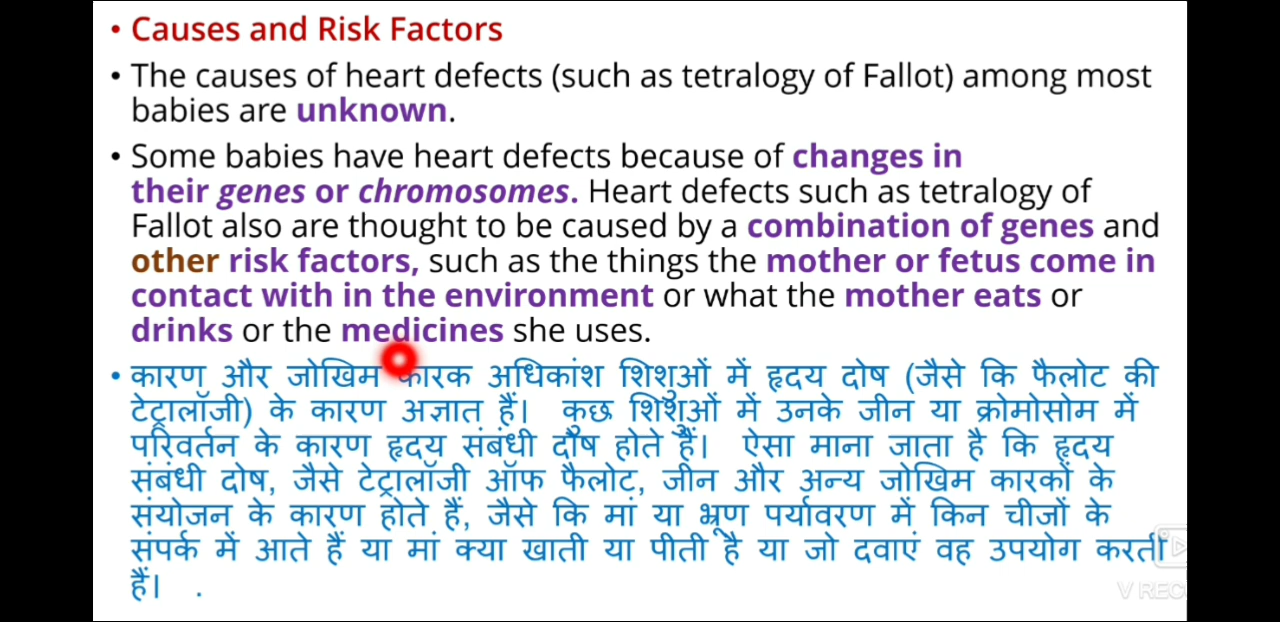 • Causes and Risk Factors
• The causes of heart defects (such as tetralogy of Fallot) among most
babies are unknown.
• Some babies have heart defects because of changes in
their genes or chromosomes. Heart defects such as tetralogy of
Fallot also are thought to be caused by a combination of genes and
other risk factors, such as the things the mother or fetus come in
contact with in the environment or what the mother eats or
drinks or the medicines she uses.
• कारण और जोखिम कारक अधिकांश शिशुओं में हृदय दोष (जैसे कि फैलोट की
टेट्रालॉजी) के कारण अज्ञात हैं। कुछ शिशुओं में उनके जीन या क्रोमोसोम में
परिवर्तन के कारण हृदय संबंधी दोष होते हैं। ऐसा माना जाता है कि हृदय
संबंधी दोष, जैसे टेट्रालॉजी ऑफ फैलोट, जीन और अन्य जोखिम कारकों के
संयोजन के कारण होते हैं, जैसे कि मां या भ्रूण पर्यावरण में किन चीजों के
संपर्क में आते हैं या मां क्या खाती या पीती है या जो दवाएं वह उपयोग करती
हैं। .
V REC